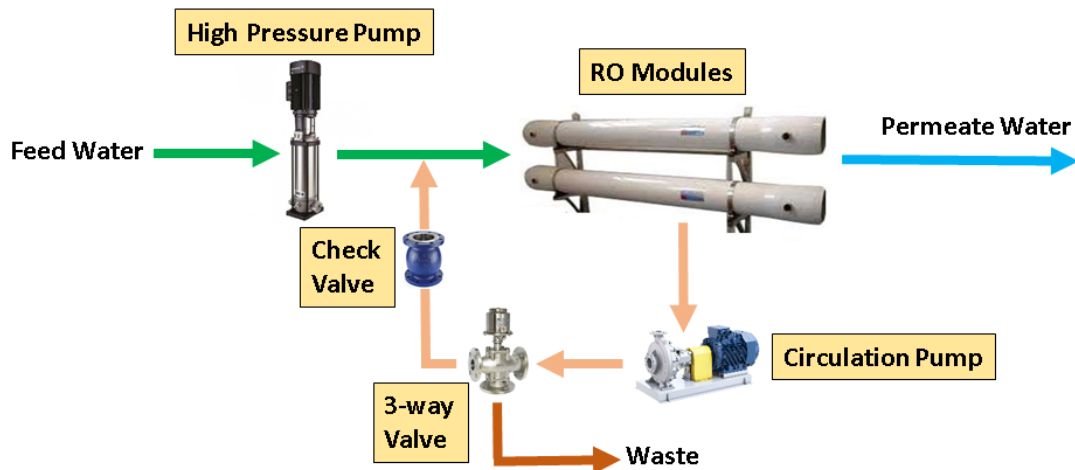 High Pressure Pump
RO Modules
Feed Water
Permeate Water
Check
Valve
Circulation Pump
3-way
Valve
Waste